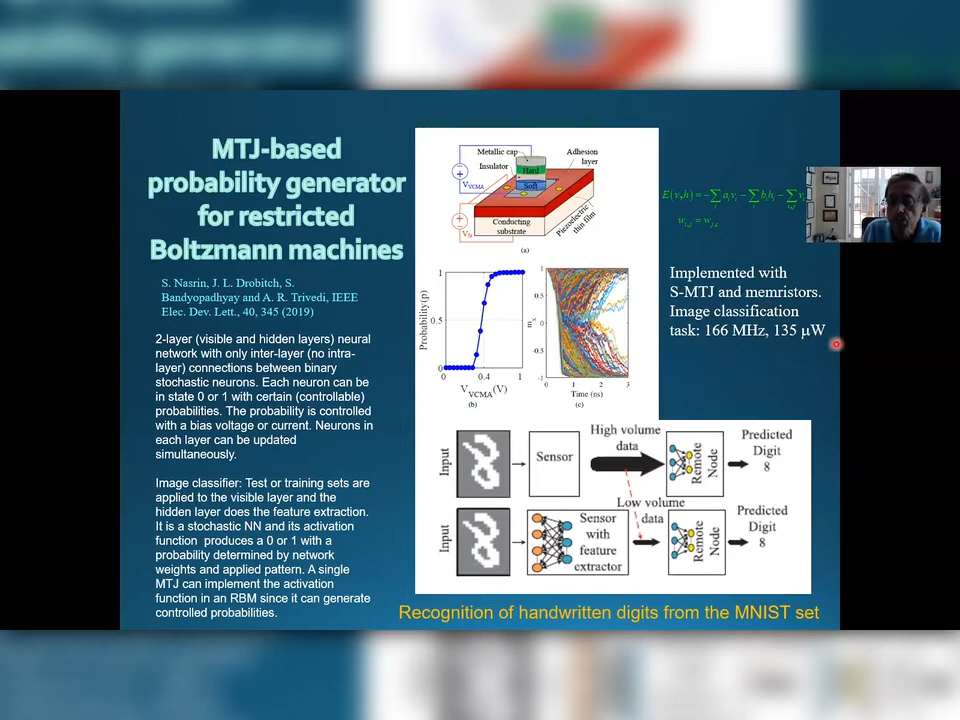 MTJ-based
probability generator
for restricted
Boltzmann machines
S. Nasrin, J. L. Drobitch, S.
Bandyopadhyay and A. R. Trivedi, IEEE
Elec. Dev. Lett., 40, 345 (2019)
2-layer (visible and hidden layers) neural
network with only inter-layer (no intra-
layer) connections between binary
stochastic neurons. Each neuron can be
in state 0 or 1 with certain (controllable)
probabilities. The probability is controlled
with a bias voltage or current. Neurons in
each layer can be updated
simultaneously.
Image classifier: Test or training sets are
applied to the visible layer and the
hidden layer does the feature extraction.
It is a stochastic NN and its activation
function produces a 0 or 1 with a
probability determined by network
weights and applied pattern. A single
MTJ can implement the activation
function in an RBM since it can generate
controlled probabilities.
Metallic cap
Adhesion
layer
Insulator
Hard
Soft
V_VCMA
Conducting
substrate
Piezoelectric
thin film
(a)
Probability(p)
1
0.5
0
0 0.4 1
V_VCMA(V)
(b)
1
0.5
0
-0.5
-1
0 1 2 3
Time (ns)
(c)
E(v,h) = -∑ a_i v_i - ∑ b_i h_i - ∑
w_i,j = w_j,i
Implemented with
S-MTJ and memristors.
Image classification
task: 166 MHz, 135 µW
Input
Sensor
High volume
data
Remote
Node
Predicted
Digit
8
Low volume
data
Input
Sensor
with
feature
extractor
Remote
Node
Predicted
Digit
8
Recognition of handwritten digits from the MNIST set